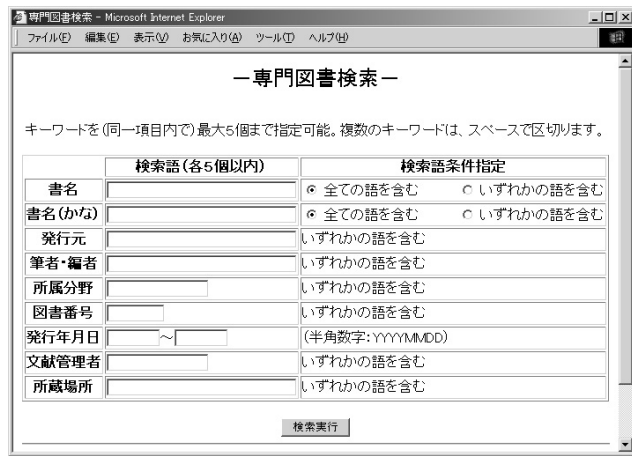 専門図書検索 - Microsoft Internet Explorer
ファイル(F) 編集(E) 表示(V) お気に入り(A) ツール(T) ヘルプ(H)
－専門図書検索－
キーワードを(同一項目内で)最大5個まで指定可能。複数のキーワードは、スペースで区切ります。
検索語(各5個以内) 検索語条件指定
書名 全ての語を含む いずれかの語を含む
書名(かな) 全ての語を含む いずれかの語を含む
発行元 いずれかの語を含む
筆者・編者 いずれかの語を含む
所属分野 いずれかの語を含む
図書番号 いずれかの語を含む
発行年月日 ～ (半角数字:YYYYMMDD)
文献管理者 いずれかの語を含む
所蔵場所 いずれかの語を含む
検索実行